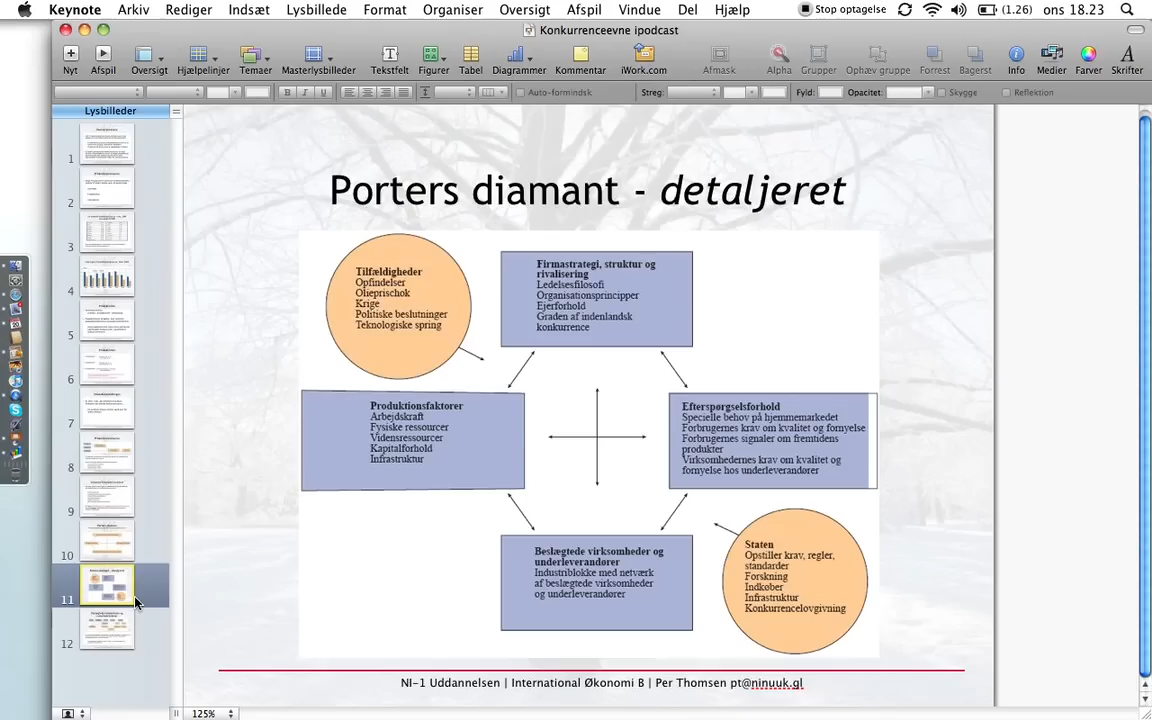 Keynote Arkiv Rediger Indsæt Lysbillede Format Organiser Oversigt Afspil Vindue Del Hjælp Stop optagelse (1.26) ons 18.23
Konkurrenceevne ipodcast
Nyt Afspil Oversigt Hjælpelinjer Temaer Masterlysbilleder Tekstfelt Figurer Tabel Diagrammer Kommentar iWork.com Afmask Alpha Grupper Ophæv gruppe Forrest Bagerst Info Medier Farver Skrifter
B I U Auto-formindsk Streg: Fyld: Opacitet: Skygge Reflektion
Lysbilleder
1
2
3
4
5
6
7
8
9
10
11
12
Porters diamant - detaljeret
Tilfældigheder
Opfindelser
Olieprischok
Krige
Politiske beslutninger
Teknologiske spring
Firmastrategi, struktur og
rivalisering
Ledelsesfilosofi
Organisationsprincipper
Ejerforhold
Graden af indenlandsk
konkurrence
Produktionsfaktorer
Arbejdskraft
Fysiske ressourcer
Vidensressourcer
Kapitalforhold
Infrastruktur
Efterspørgselsforhold
Specielle behov på hjemmemarkedet
Forbrugernes krav om kvalitet og fornyelse
Forbrugernes signaler om fremtidens
produkter
Virksomhedernes krav om kvalitet og
fornyelse hos underleverandører
Beslægtede virksomheder og
underleverandører
Industriblokke med netværk
af beslægtede virksomheder
og underleverandører
Staten
Opstiller krav, regler,
standarder
Forskning
Indkøber
Infrastruktur
Konkurrencelovgivning
NI-1 Uddannelsen | International Økonomi B | Per Thomsen pt@ninuuk.gl
125%